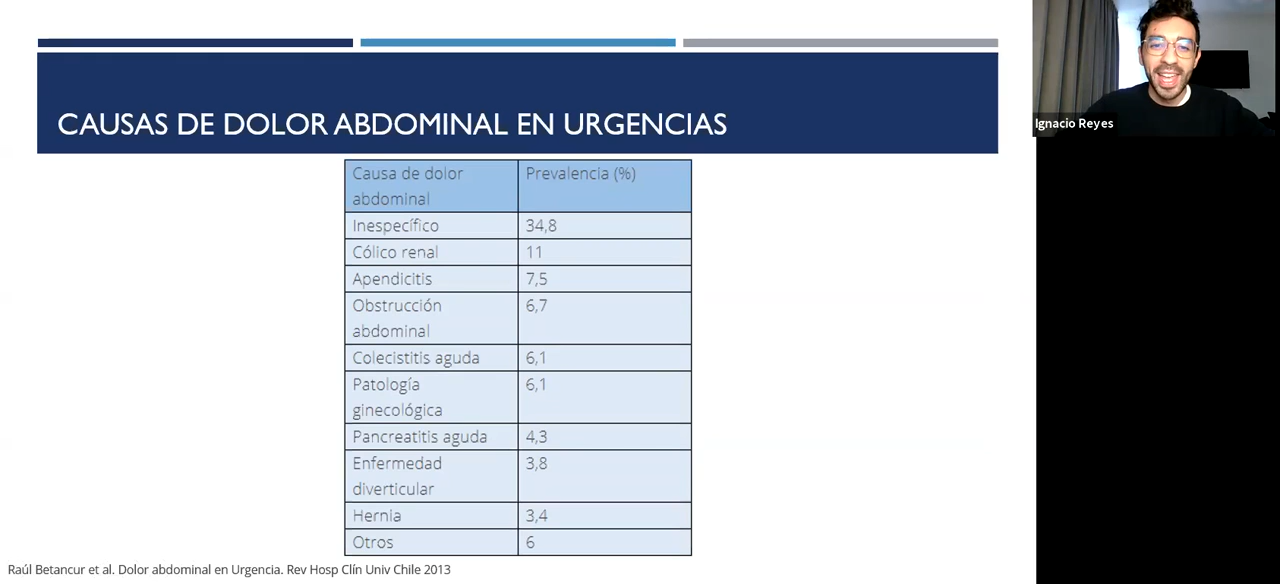 CAUSAS DE DOLOR ABDOMINAL EN URGENCIAS
Causa de dolor abdominal Prevalencia (%)
Inespecífico 34,8
Cólico renal 11
Apendicitis 7,5
Obstrucción abdominal 6,7
Colecistitis aguda 6,1
Patología ginecológica 6,1
Pancreatitis aguda 4,3
Enfermedad diverticular 3,8
Hernia 3,4
Otros 6
Raúl Betancur et al. Dolor abdominal en Urgencia. Rev Hosp Clín Univ Chile 2013
Ignacio Reyes